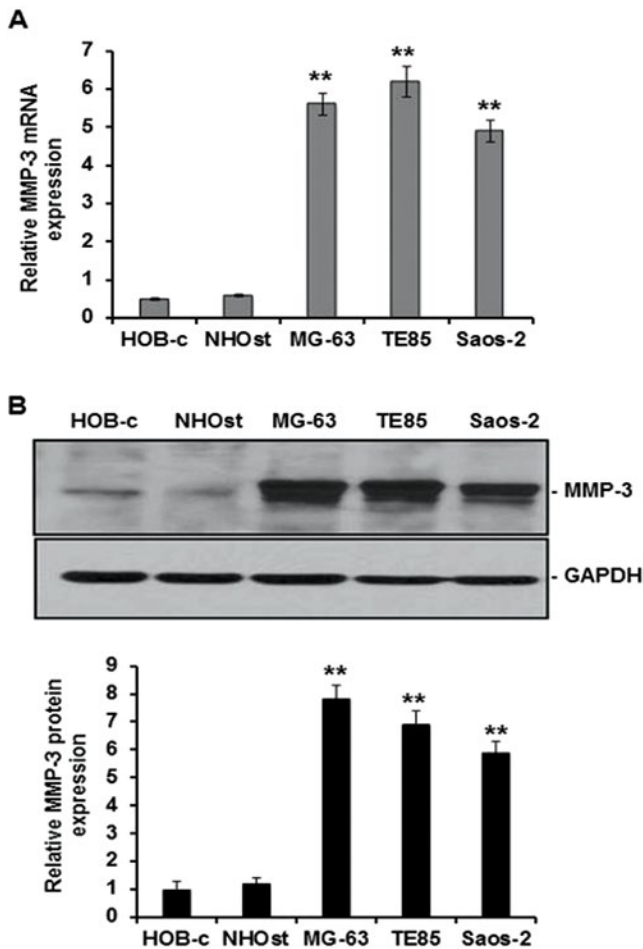 A
Relative MMP-3 mRNA
expression
7
6
5
4
3
2
1
0
**
**
**
HOB-c NHOst MG-63 TE85 Saos-2
B
HOB-c NHOst MG-63 TE85 Saos-2
- MMP-3
- GAPDH
Relative MMP-3 protein
expression
9
8
7
6
5
4
3
2
1
0
**
**
**
HOB-c NHOst MG-63 TE85 Saos-2